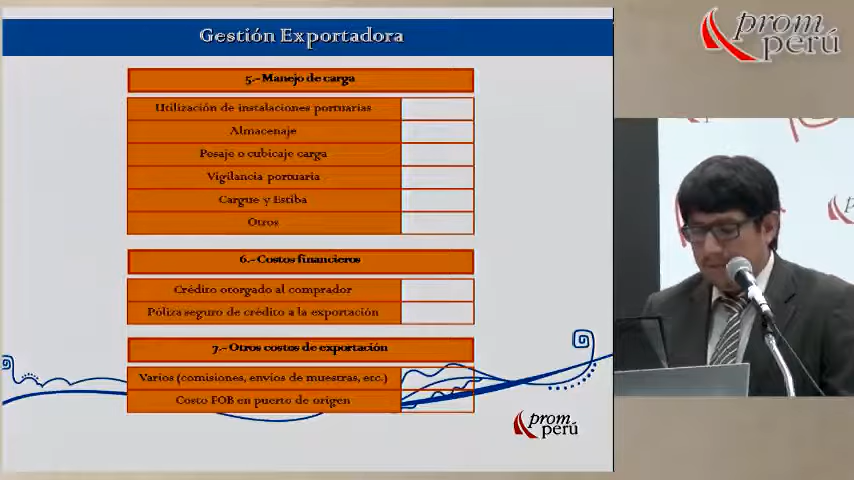 Gestión Exportadora
prom
perú
5.- Manejo de carga
Utilización de instalaciones portuarias
Almacenaje
Pesaje o cubicaje carga
Vigilancia portuaria
Cargue y Estiba
Otros
6.- Costos financieros
Crédito otorgado al comprador
Póliza seguro de crédito a la exportación
7.- Otros costos de exportación
Varios (comisiones, envíos de muestras, etc.)
Costo FOB en puerto de origen
prom
perú